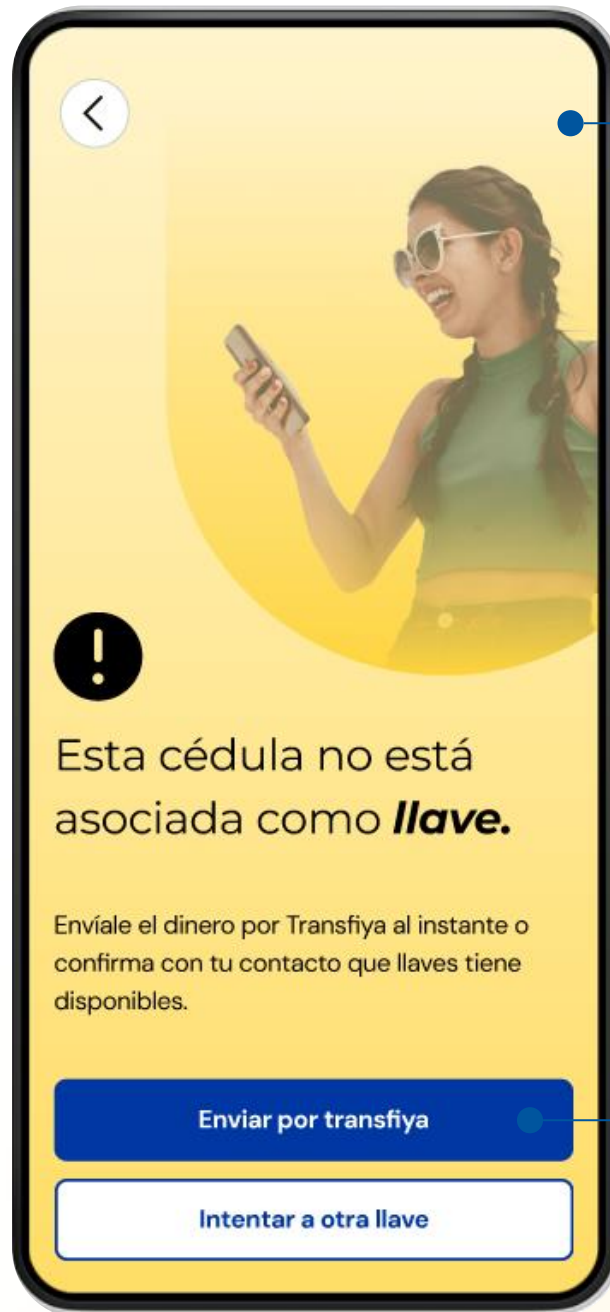 Esta cédula no está
asociada como llave.
Envíale el dinero por Transfiya al instante o
confirma con tu contacto que llaves tiene
disponibles.
Enviar por transfiya
Intentar a otra llave